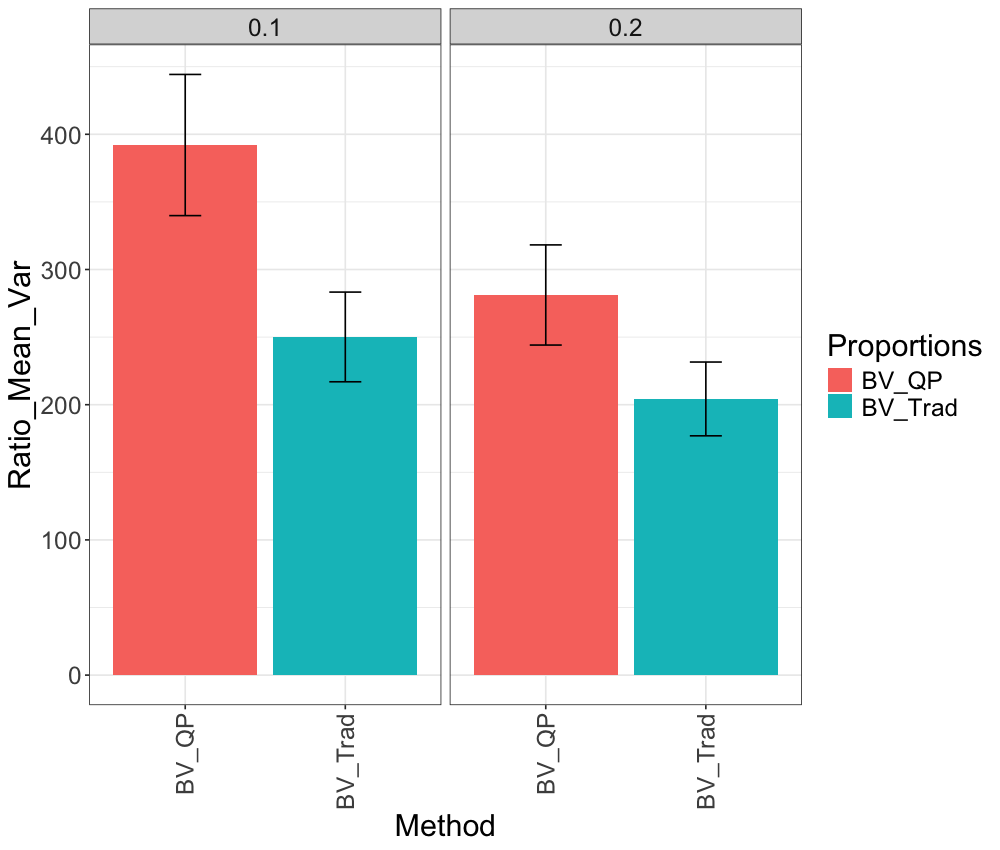 0.1
0.2
Ratio_Mean_Var
400
300
200
100
0
BV_QP
BV_Trad
BV_QP
BV_Trad
Method
Proportions
BV_QP
BV_Trad